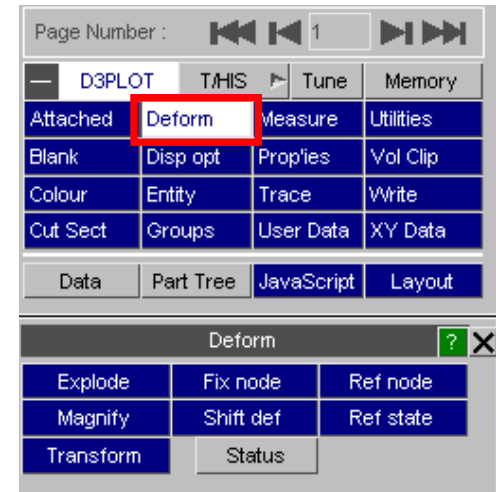 Page Number : 1
— D3PLOT T/HIS Tune Memory
Attached Deform Measure Utilities
Blank Disp opt Prop'ies Vol Clip
Colour Entity Trace Write
Cut Sect Groups User Data XY Data
Data Part Tree JavaScript Layout
Deform ? X
Explode Fix node Ref node
Magnify Shift def Ref state
Transform Status